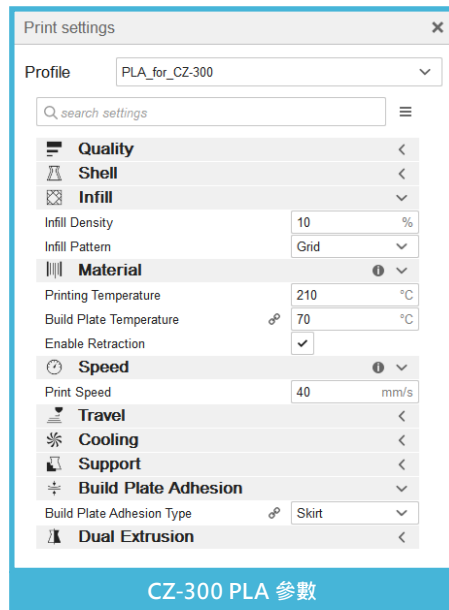 Print settings
Profile PLA_for_CZ-300
search settings
Quality
Shell
Infill
Infill Density 10 %
Infill Pattern Grid
Material
Printing Temperature 210 °C
Build Plate Temperature 70 °C
Enable Retraction
Speed
Print Speed 40 mm/s
Travel
Cooling
Support
Build Plate Adhesion
Build Plate Adhesion Type Skirt
Dual Extrusion
CZ-300 PLA 參數